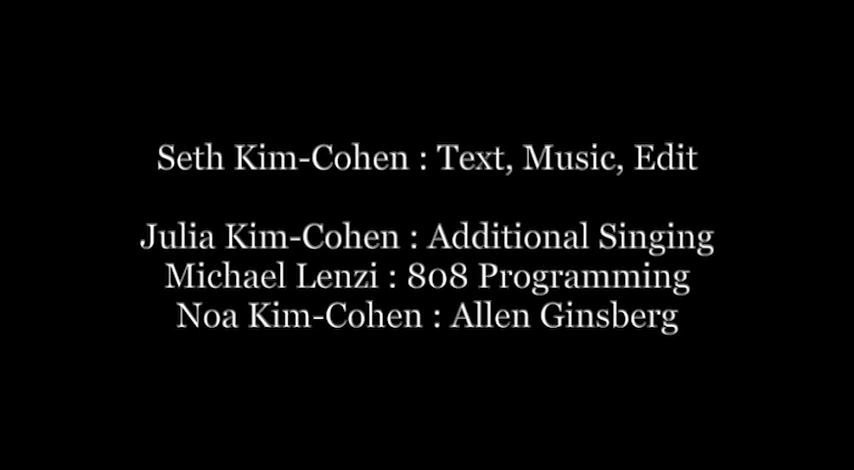 Seth Kim-Cohen : Text, Music, Edit
Julia Kim-Cohen : Additional Singing
Michael Lenzi : 808 Programming
Noa Kim-Cohen : Allen Ginsberg